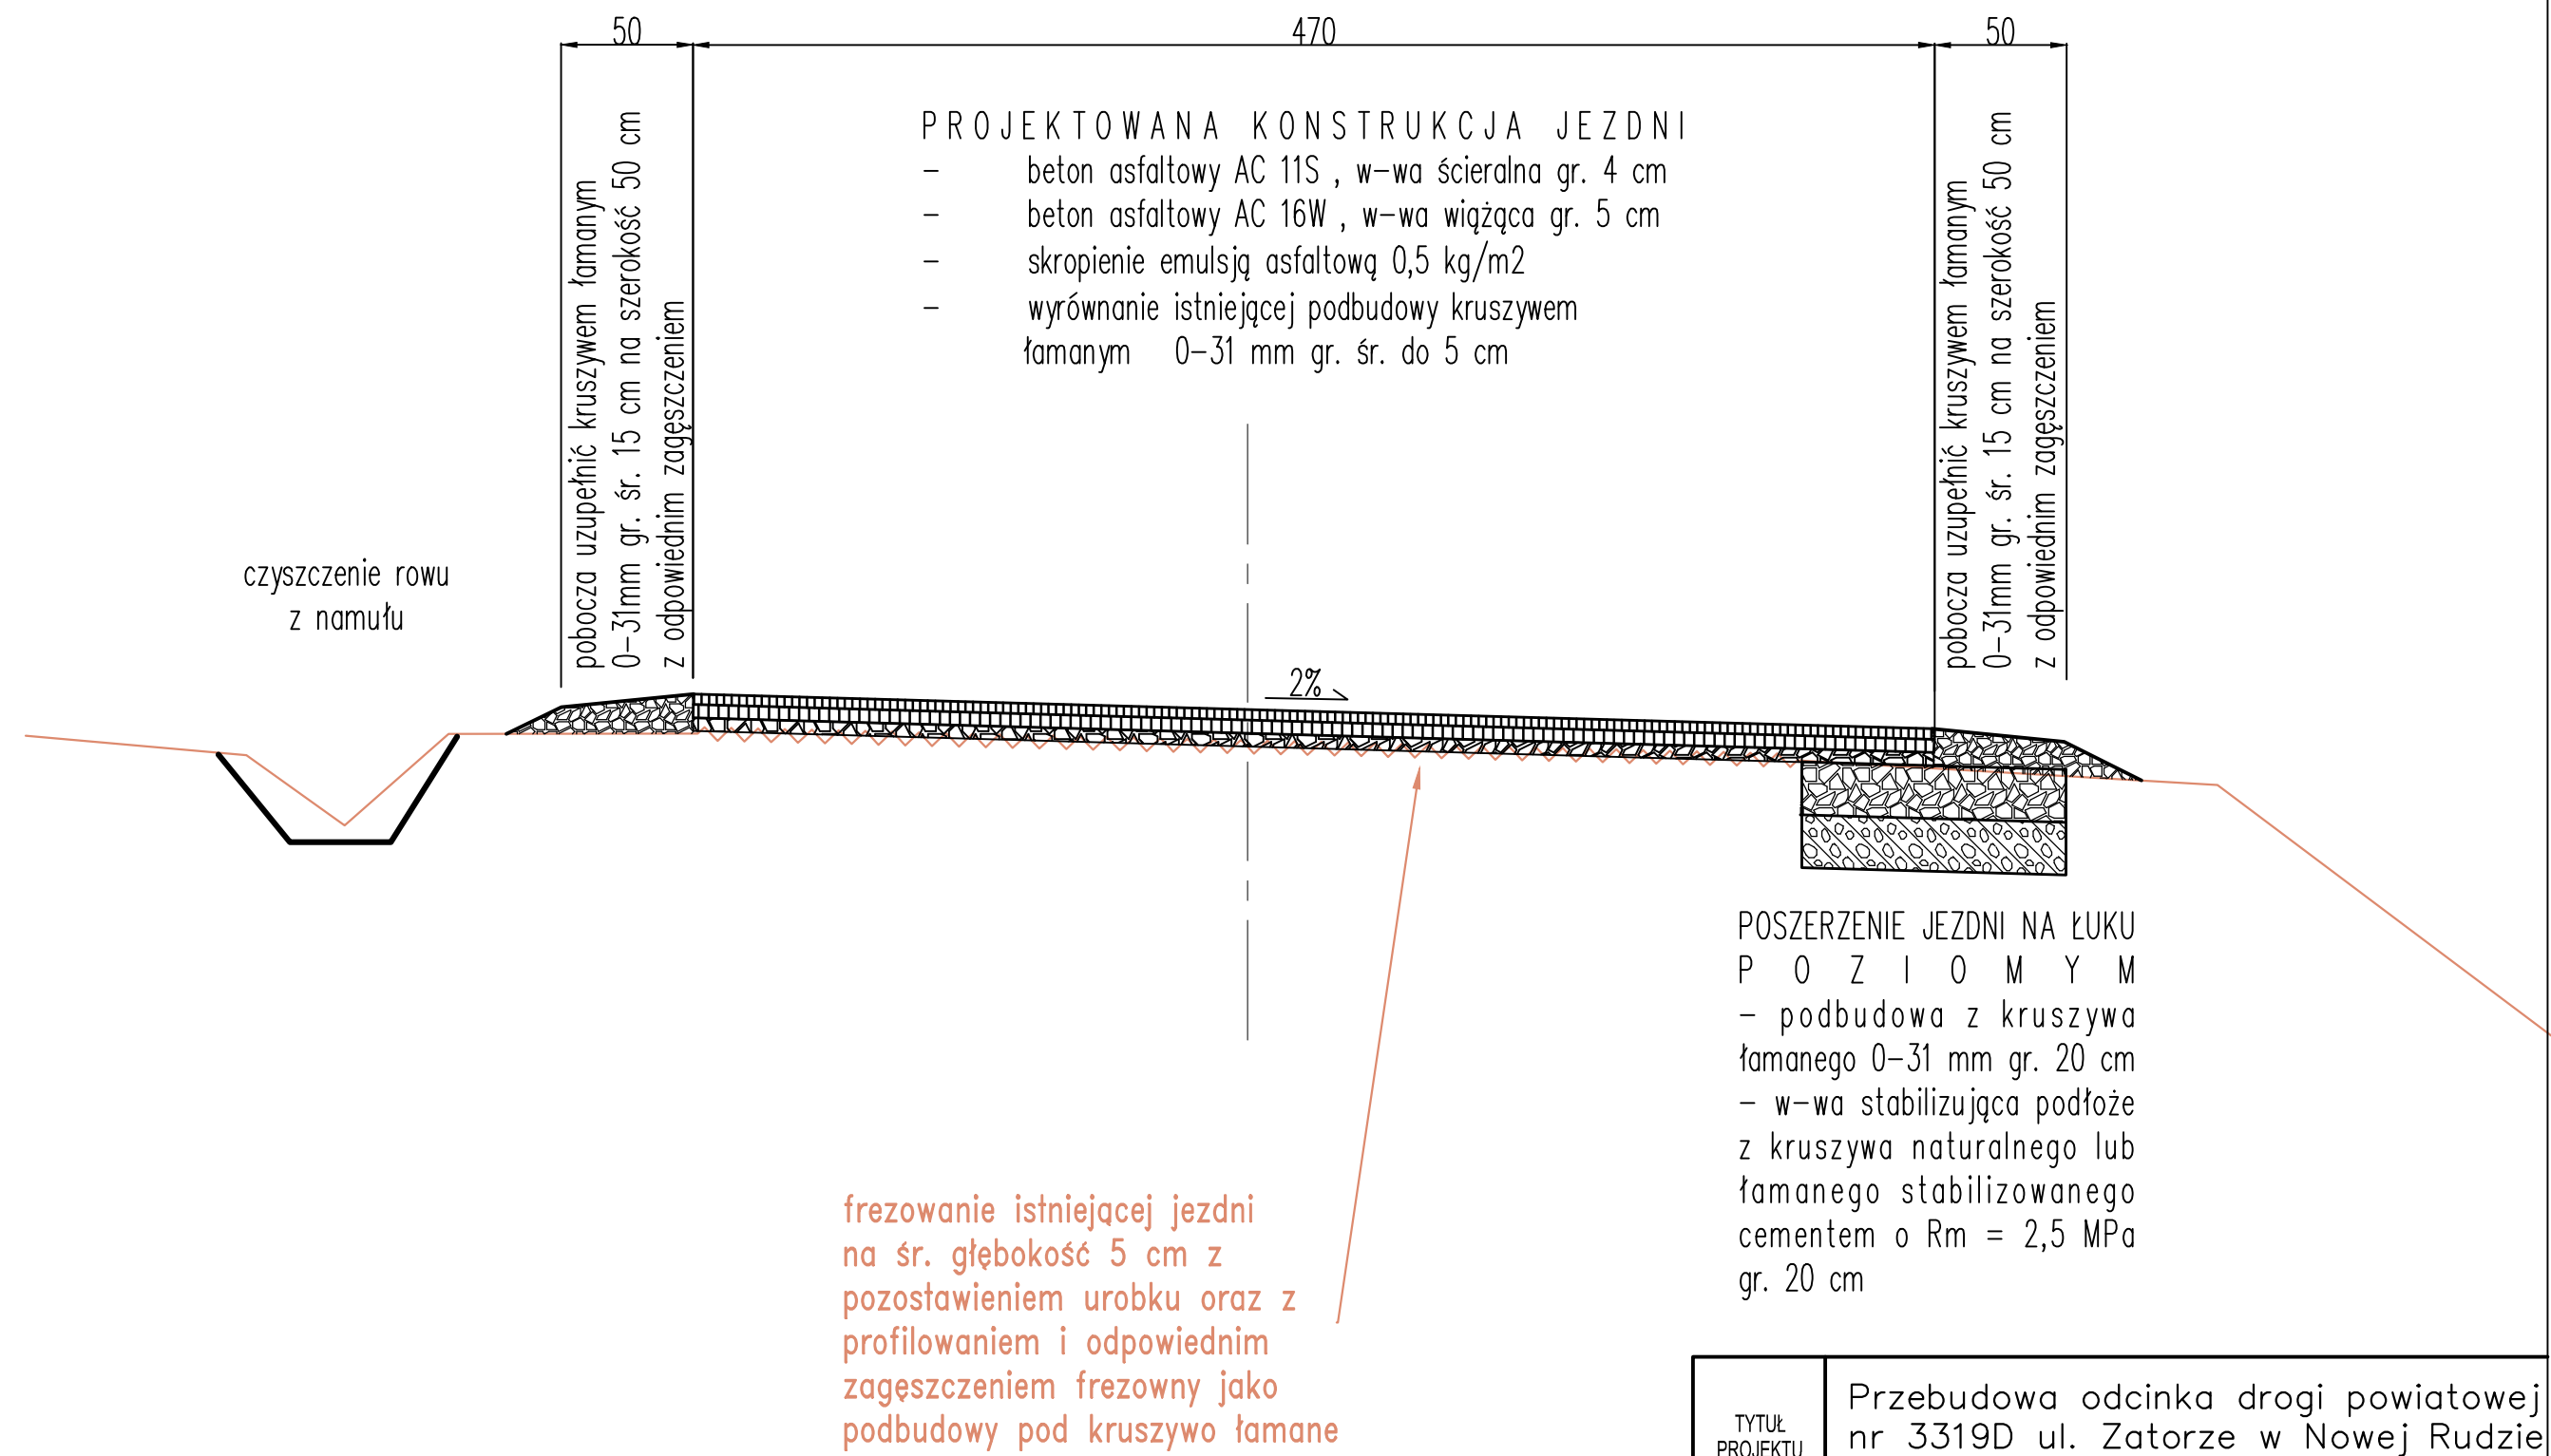 50
470
50
pobocza uzupełnić kruszywem łamanym
0-31mm gr. śr. 15 cm na szerokość 50 cm
z odpowiednim zagęszczeniem
PROJEKTOWANA KONSTRUKCJA JEZDNI
- beton asfaltowy AC 11S , w-wa ścieralna gr. 4 cm
- beton asfaltowy AC 16W , w-wa wiążąca gr. 5 cm
- skropienie emulsją asfaltową 0,5 kg/m2
- wyrównanie istniejącej podbudowy kruszywem
łamanym 0-31 mm gr. śr. do 5 cm
pobocza uzupełnić kruszywem łamanym
0-31mm gr. śr. 15 cm na szerokość 50 cm
z odpowiednim zagęszczeniem
czyszczenie rowu
z namułu
2%
POSZERZENIE JEZDNI NA ŁUKU
POZIOMYM
- podbudowa z kruszywa
łamanego 0-31 mm gr. 20 cm
- w-wa stabilizująca podłoże
z kruszywa naturalnego lub
łamanego stabilizowanego
cementem o Rm = 2,5 MPa
gr. 20 cm
frezowanie istniejącej jezdni
na śr. głębokość 5 cm z
pozostawieniem urobku oraz z
profilowaniem i odpowiednim
zagęszczeniem frezowny jako
podbudowy pod kruszywo łamane
TYTUŁ
PROJEKTU
Przebudowa odcinka drogi powiatowej
nr 3319D ul. Zatorze w Nowej Rudzie